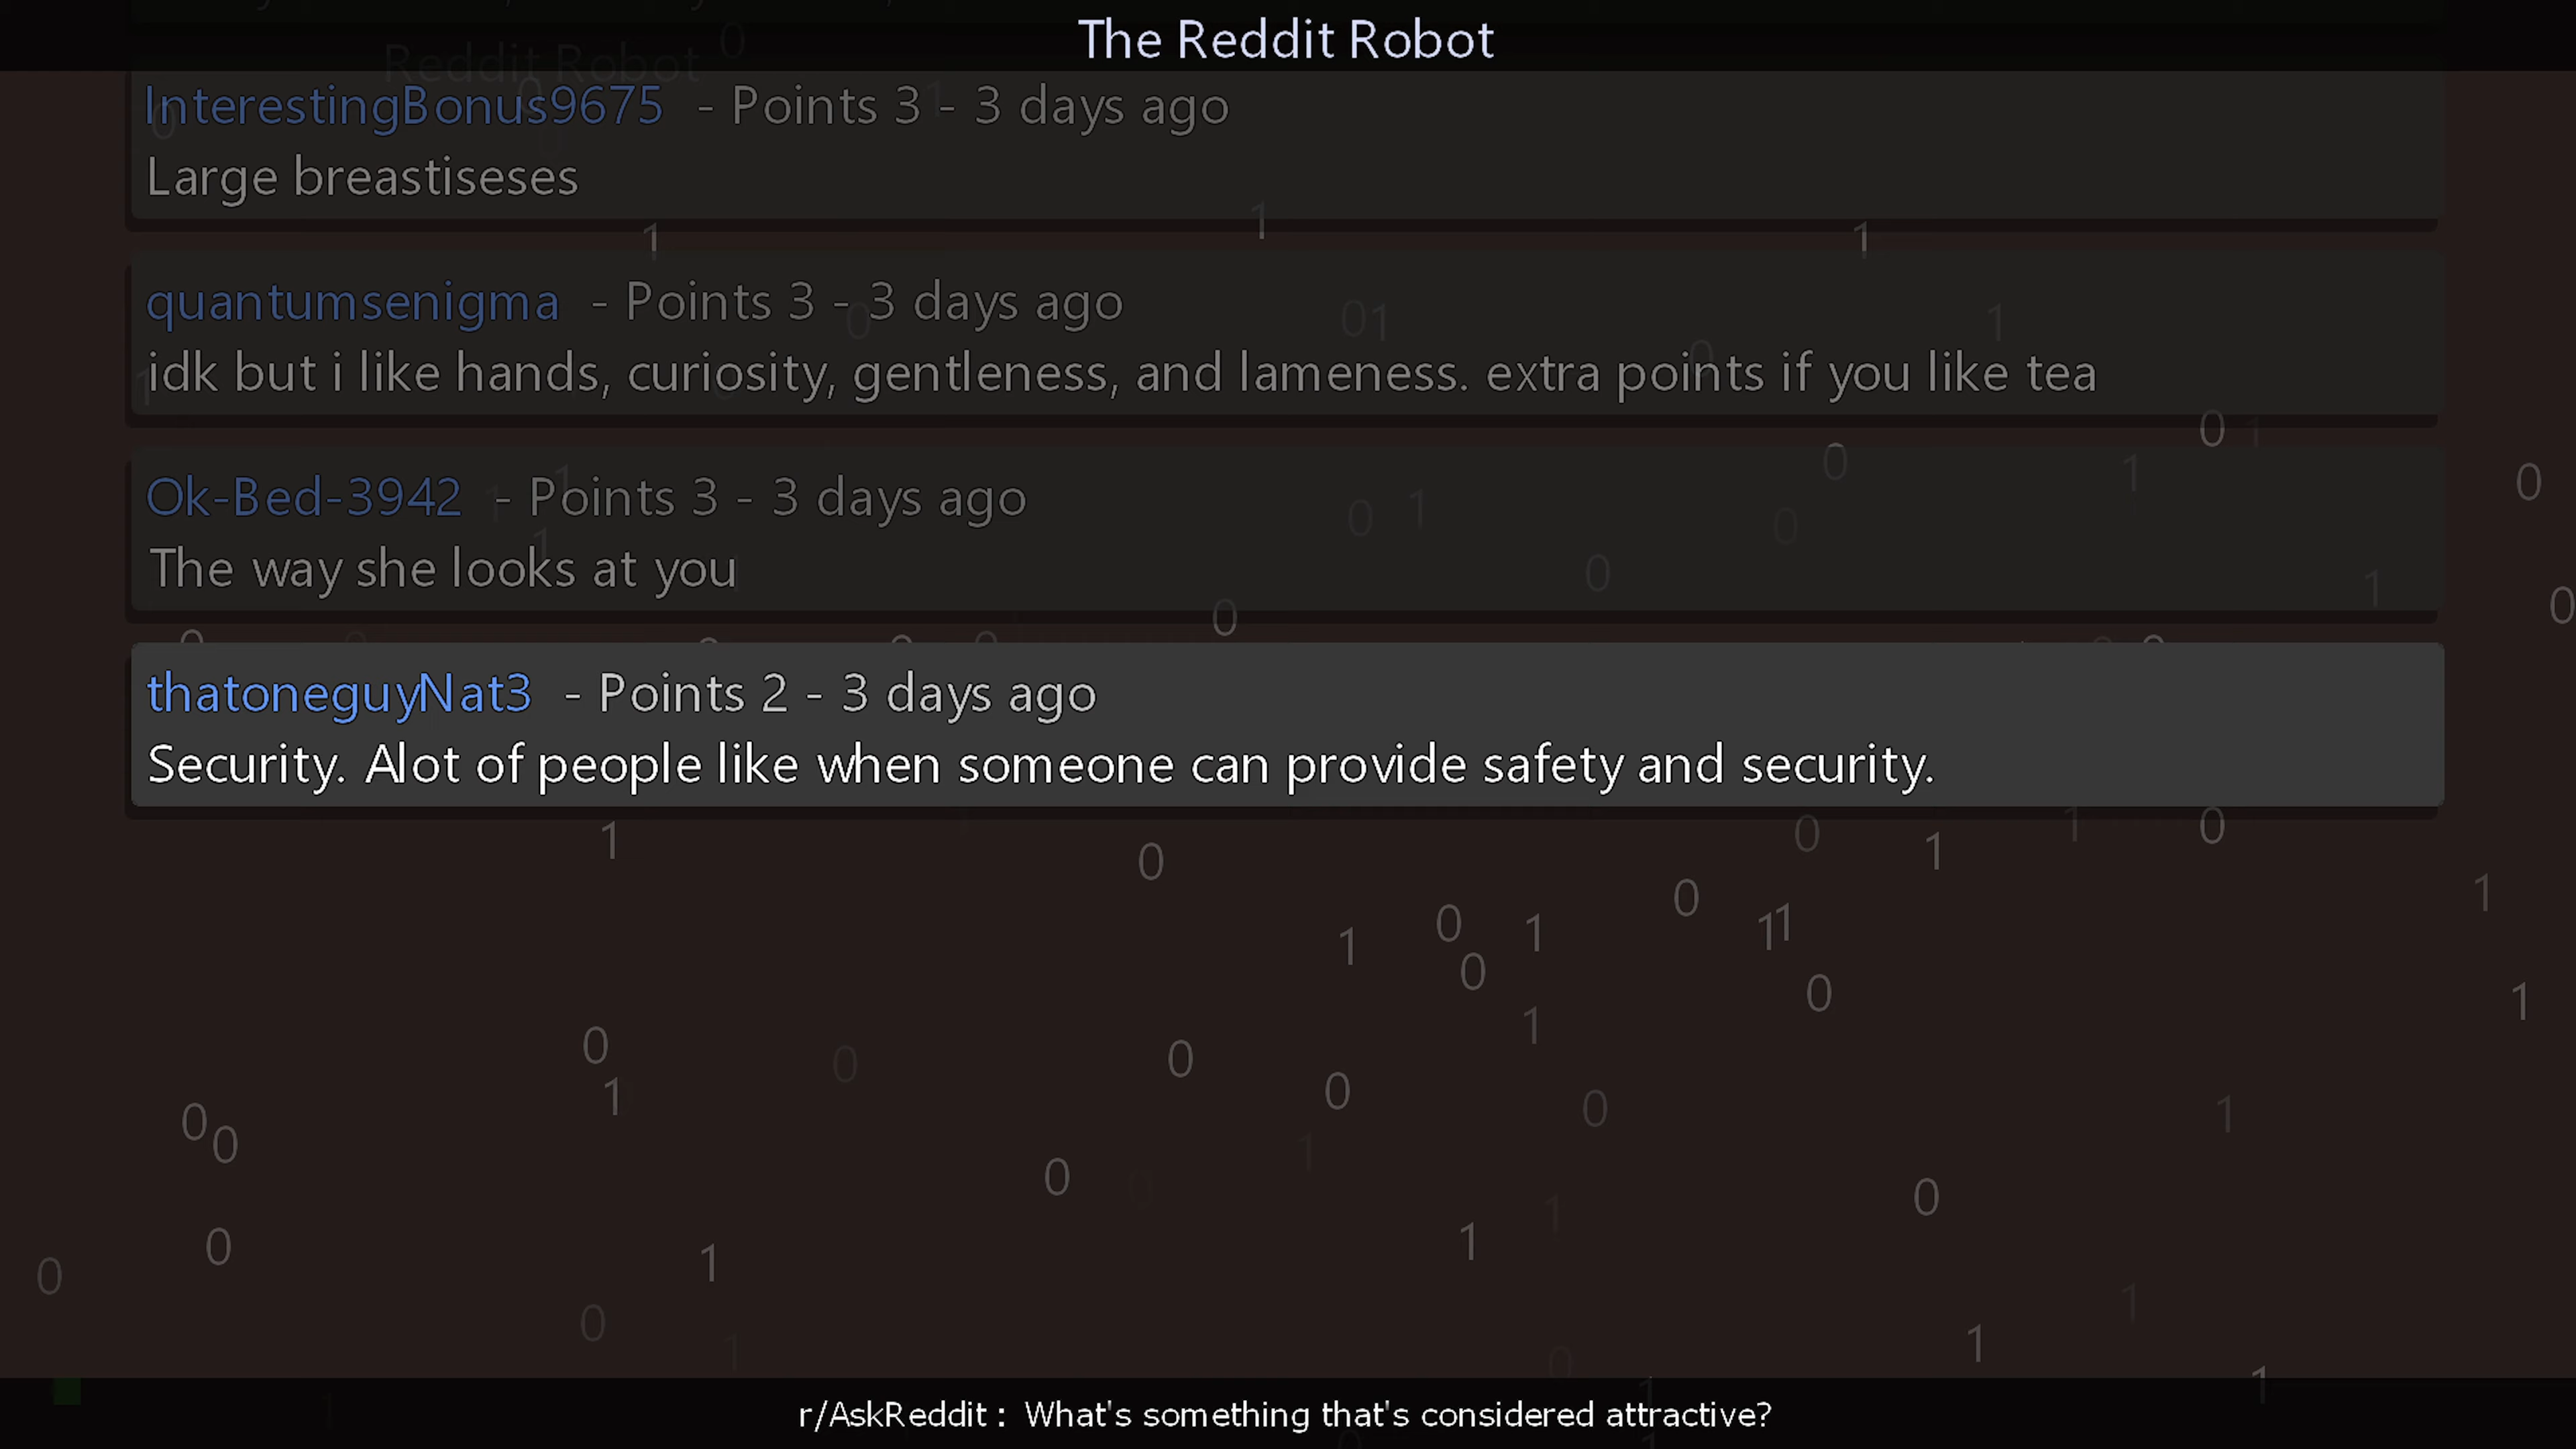 The Reddit Robot
Reddit Robot
InterestingBonus9675 - Points 3 - 3 days ago
Large breastiseses
quantumsenigma - Points 3 - 3 days ago
idk but i like hands, curiosity, gentleness, and lameness. extra points if you like tea
Ok-Bed-3942 - Points 3 - 3 days ago
The way she looks at you
thatoneguyNat3 - Points 2 - 3 days ago
Security. Alot of people like when someone can provide safety and security.
r/AskReddit : What's something that's considered attractive?